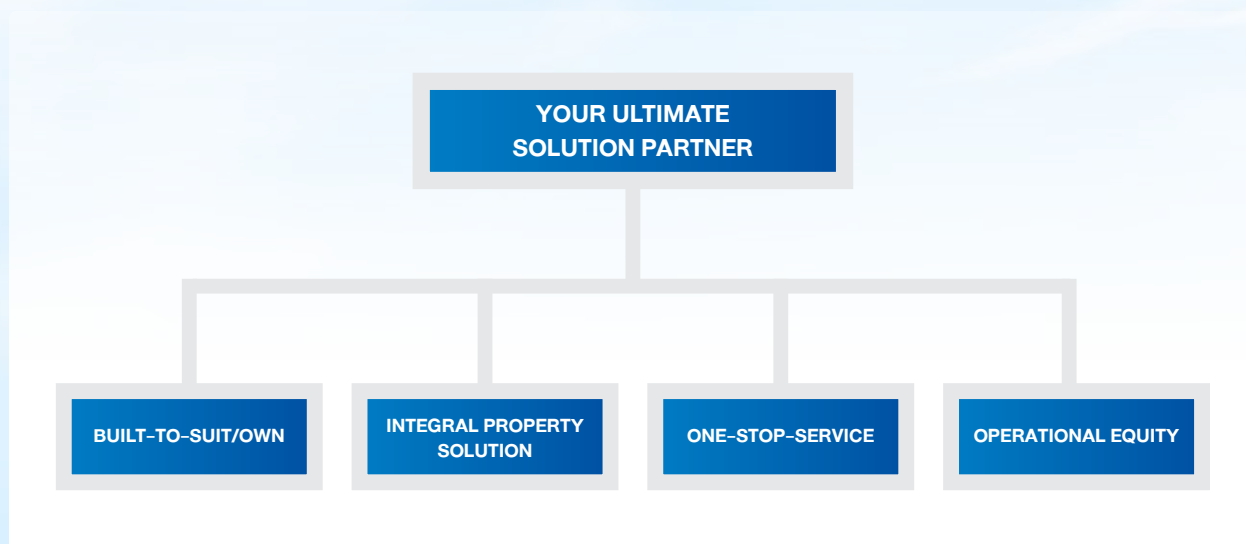 YOUR ULTIMATE
SOLUTION PARTNER
BUILT-TO-SUIT/OWN
INTEGRAL PROPERTY
SOLUTION
ONE-STOP-SERVICE
OPERATIONAL EQUITY